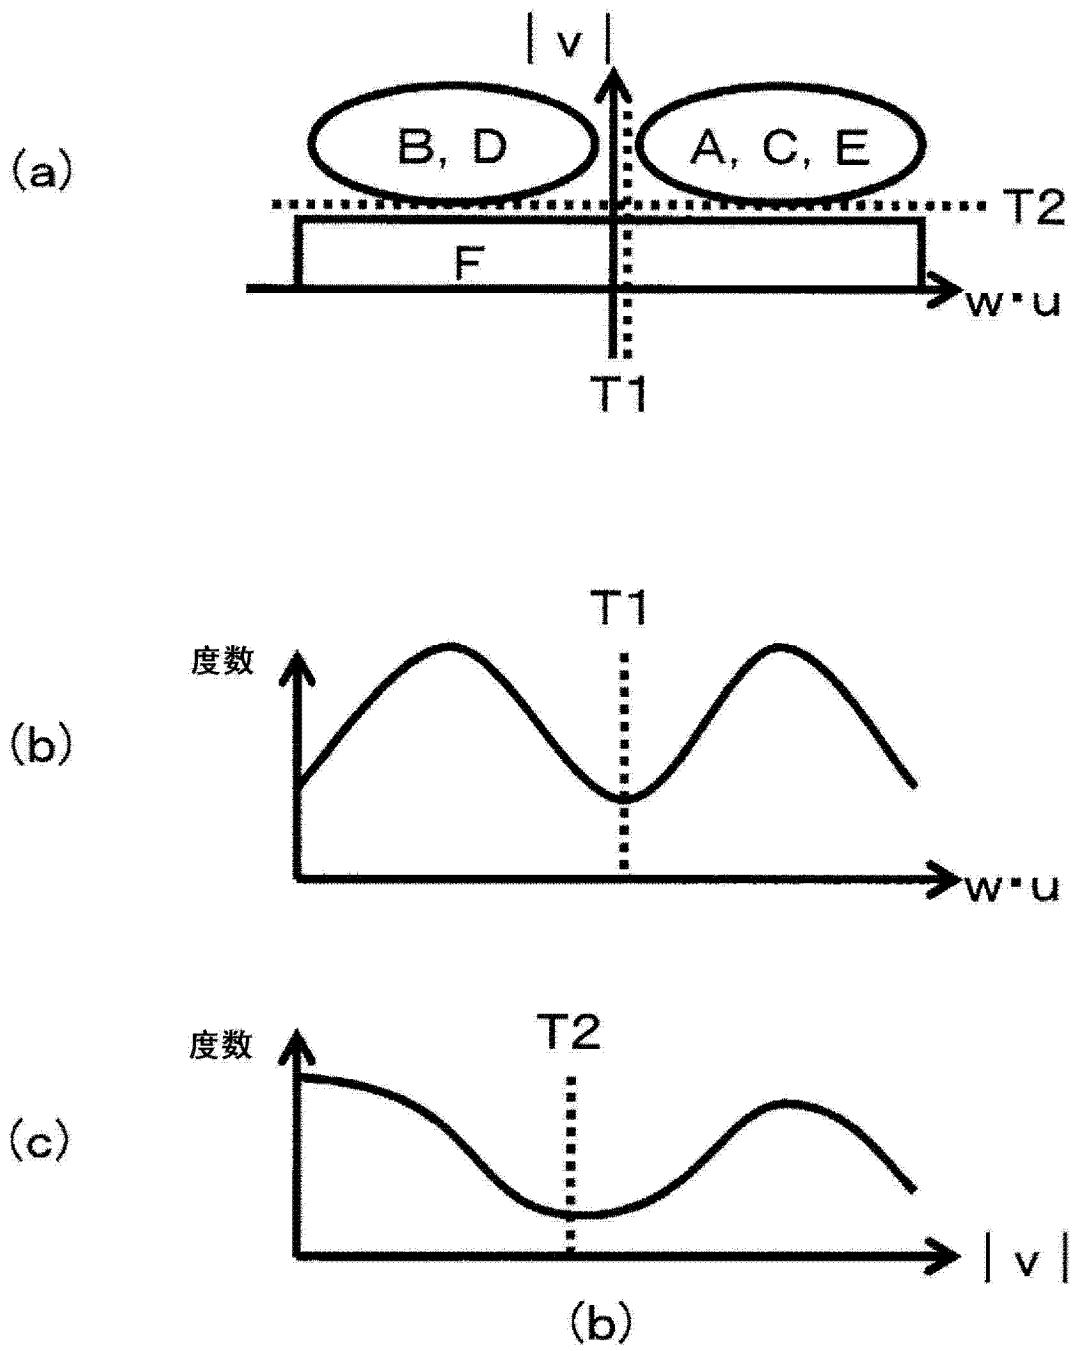 | v |
(a)
B, D
A, C, E
T2
F
w·u
T1
T1
度数
(b)
w·u
T2
度数
(c)
| v |
(b)